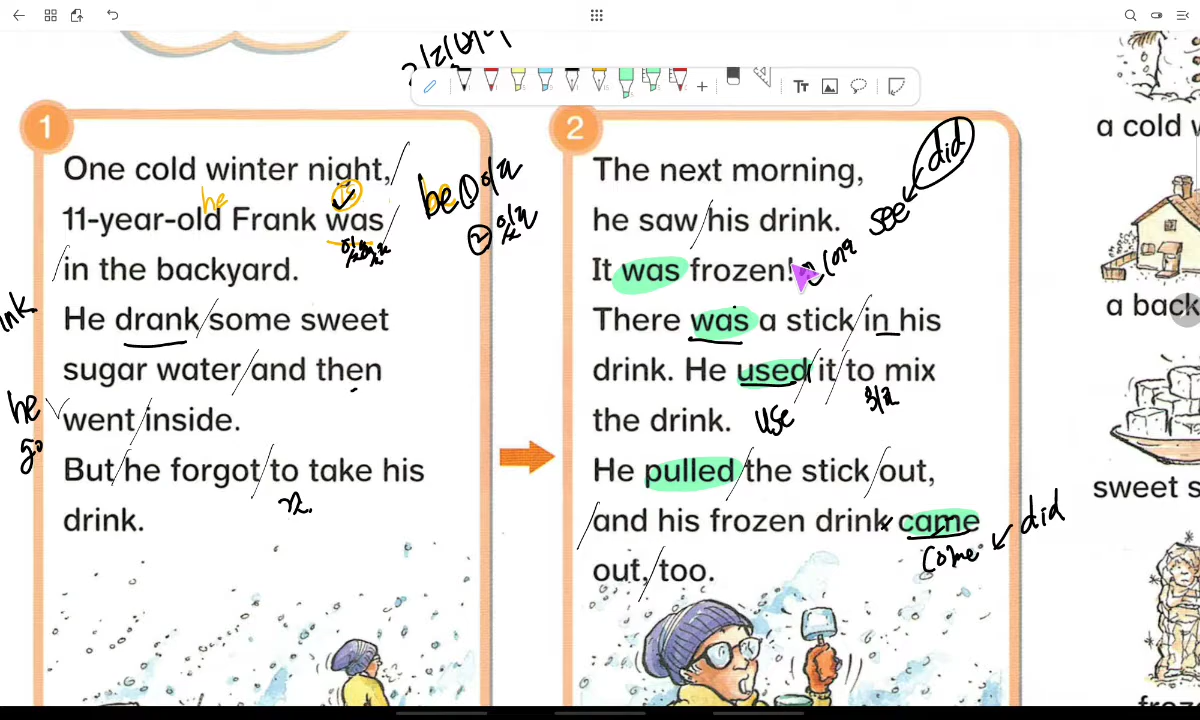 1
One cold winter night,
he
11-year-old Frank was
in the backyard.
He drank some sweet
sugar water and then
went inside.
he
go
But he forgot to take his
drink.
be
2
The next morning,
did
he saw his drink.
see
It was frozen!
There was a stick in his
drink. He used it to mix
the drink.
use
He pulled the stick out,
and his frozen drink came
did
come
out, too.
a cold w
a back
sweet s